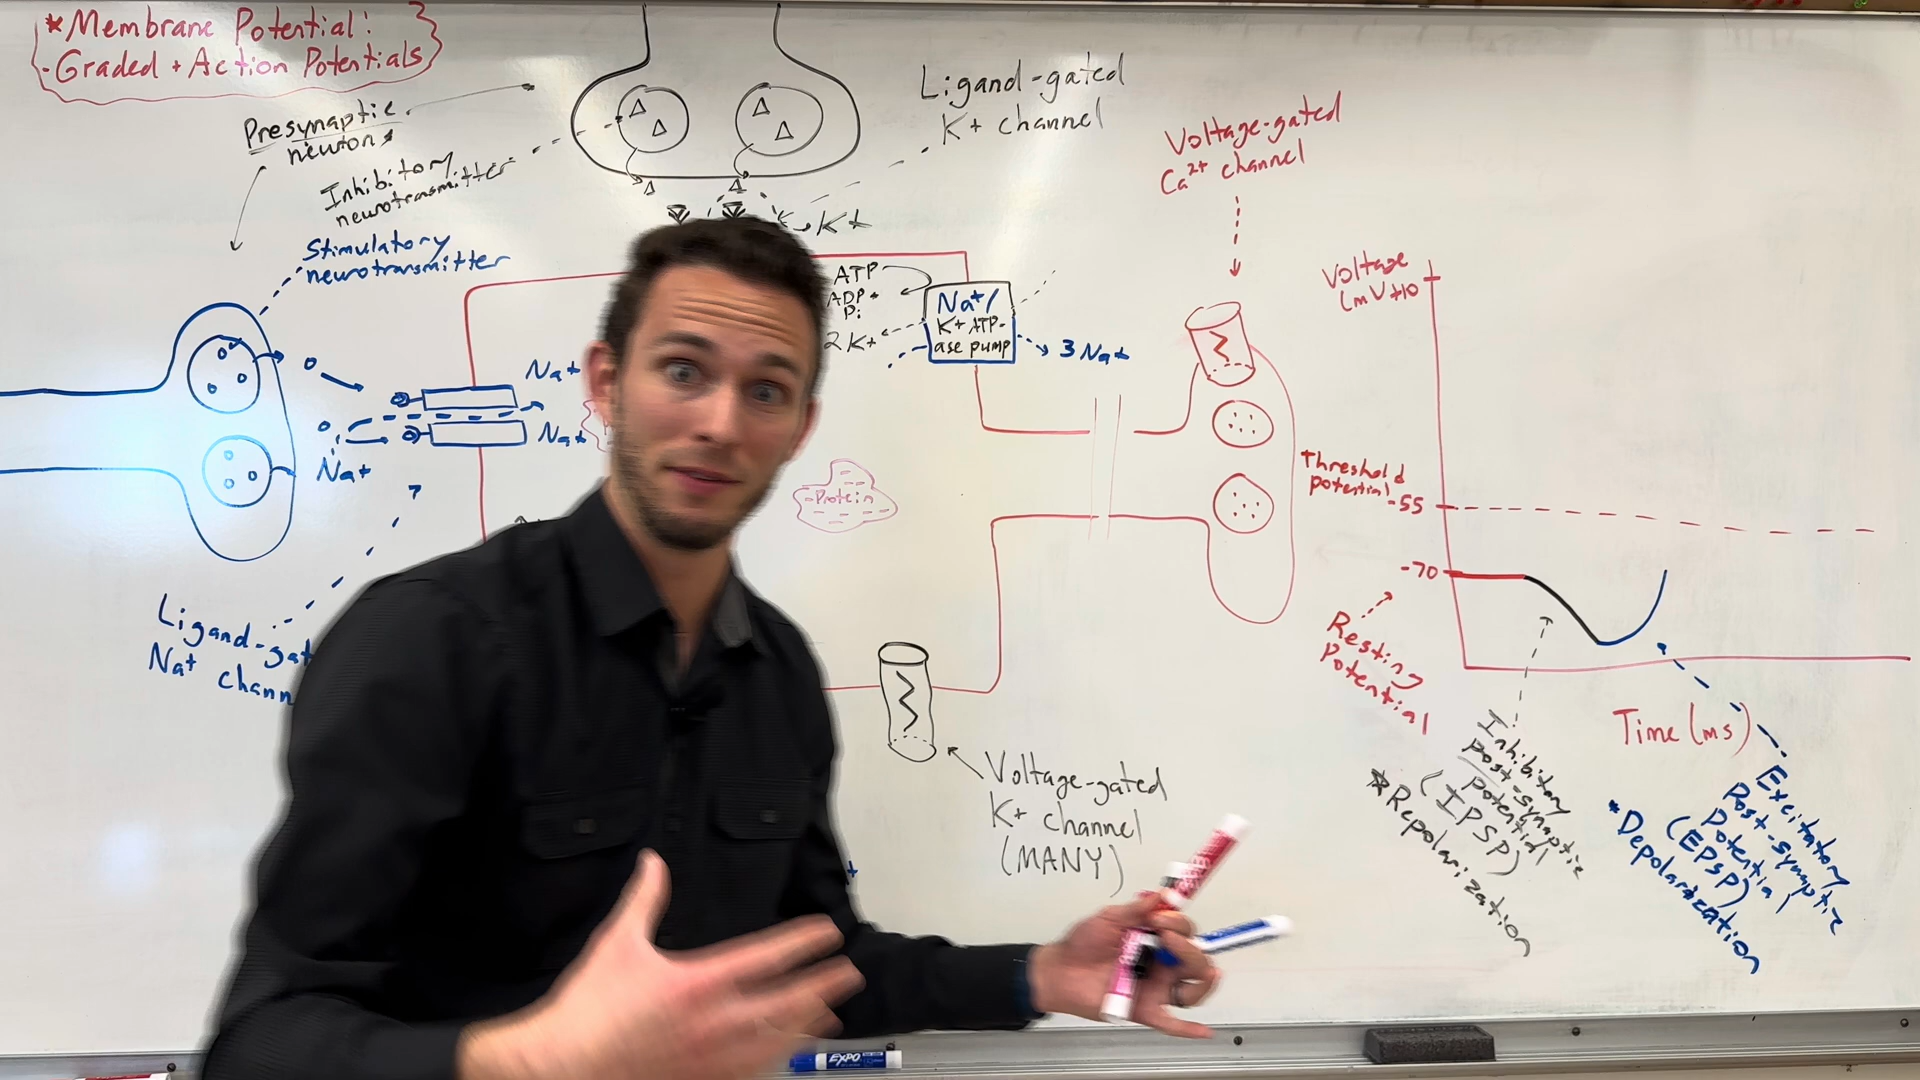 *Membrane Potential:
-Graded + Action Potentials
Presynaptic
neurons
Inhibitory
neurotransmitter
Stimulatory
neurotransmitter
Ligand-gated
K+ channel
K+
Voltage-gated
Ca2+ channel
ATP
ADP+
Pi
2 K+
Na+/
K+ ATP-
ase pump
3 Na+
Na+
Na+
Na+
-Protein
Ligand-gat
Na+ chann
Voltage-gated
K+ channel
(MANY)
Voltage
(mV)
+10
Threshold
potential
-55
-70
Resting
Potential
Time (ms)
Inhibitory
post-synaptic
potential
(IPSP)
*Repolarization
Excitatory
Post-synaptic
Potential
(EPSP)
*Depolarization
EXPO